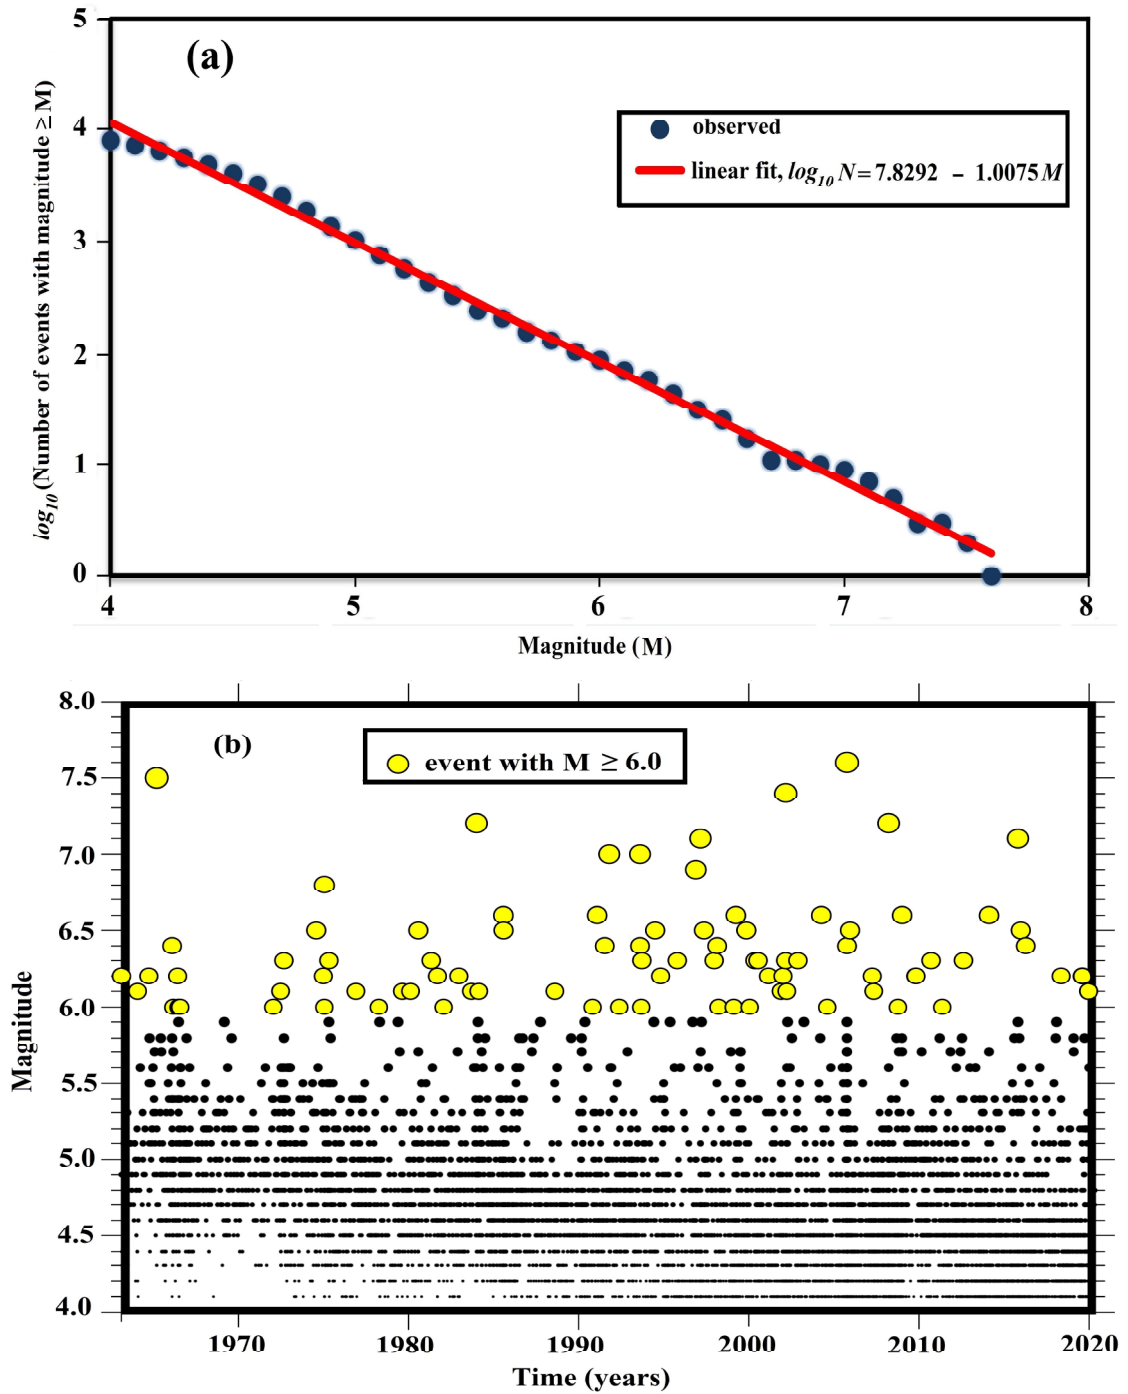 5
(a)
4
observed
linear fit, log10 N = 7.8292 - 1.0075M
3
2
1
0
log10 (Number of events with magnitude ≥ M)
4 5 6 7 8
Magnitude (M)
8.0
(b)
event with M ≥ 6.0
7.5
7.0
6.5
6.0
5.5
5.0
4.5
4.0
Magnitude
1970 1980 1990 2000 2010 2020
Time (years)